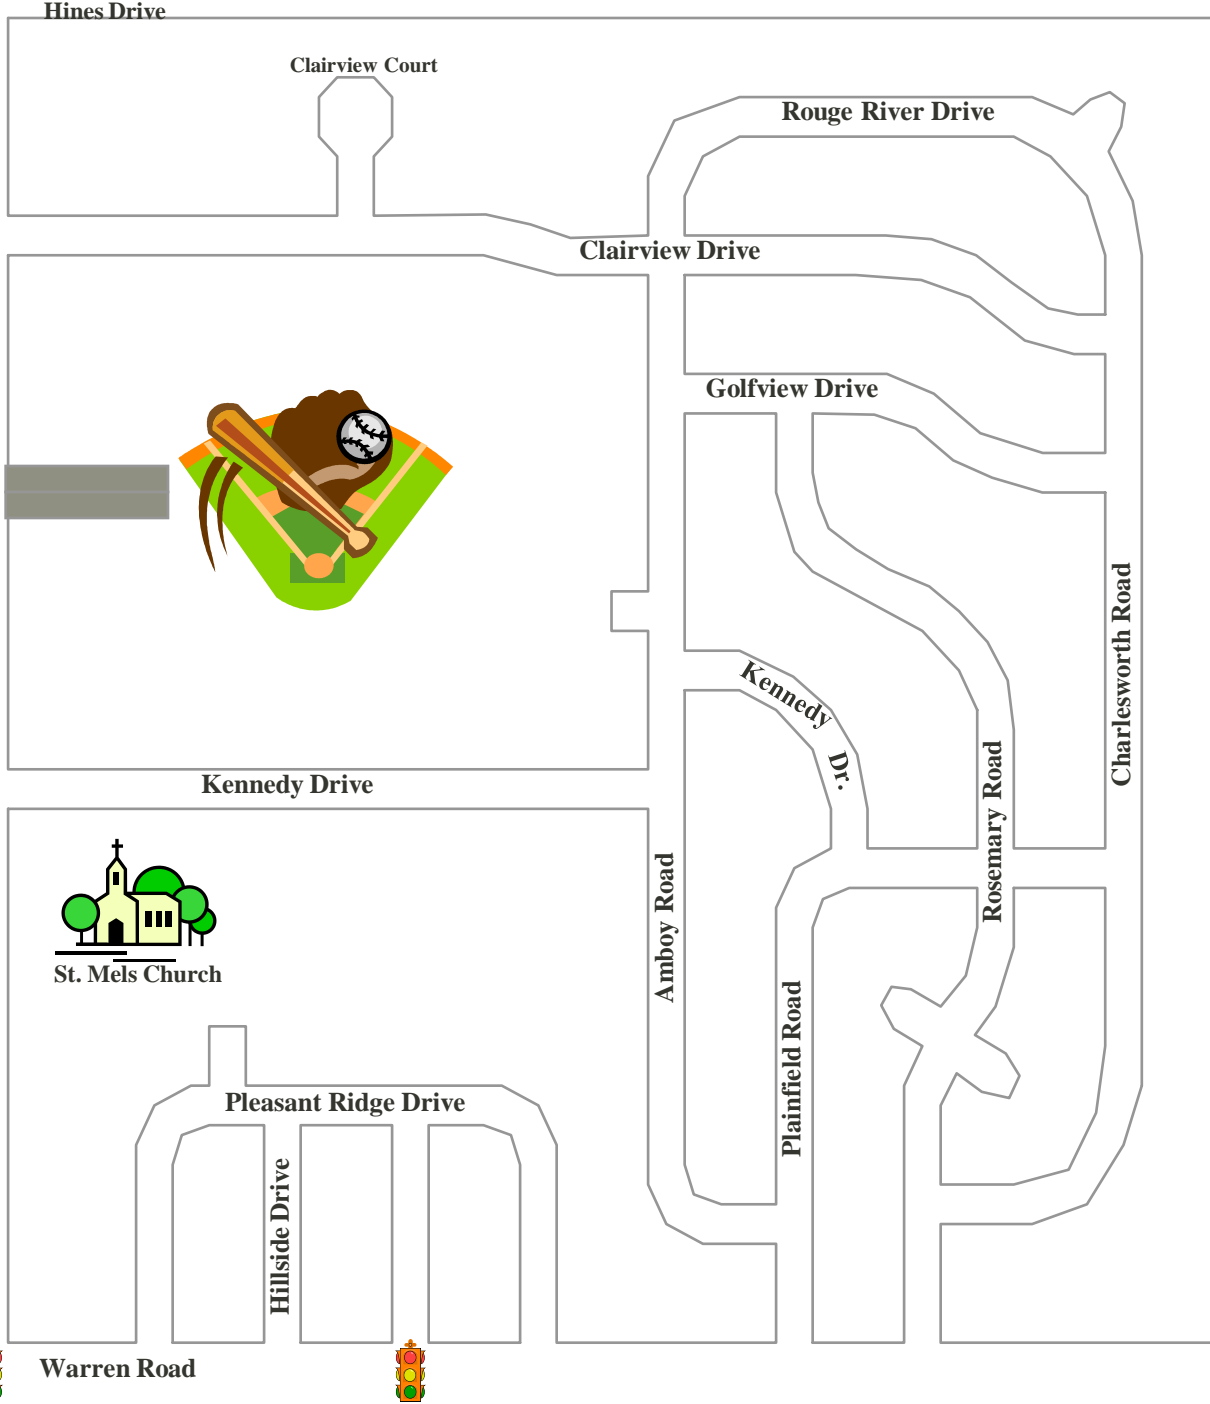 Hines Drive
Clairview Court
Rouge River Drive
Clairview Drive
Golfview Drive
Charlesworth Road
Kennedy
Dr.
Kennedy Drive
Rosemary Road
Amboy Road
St. Mels Church
Plainfield Road
Pleasant Ridge Drive
Hillside Drive
Warren Road